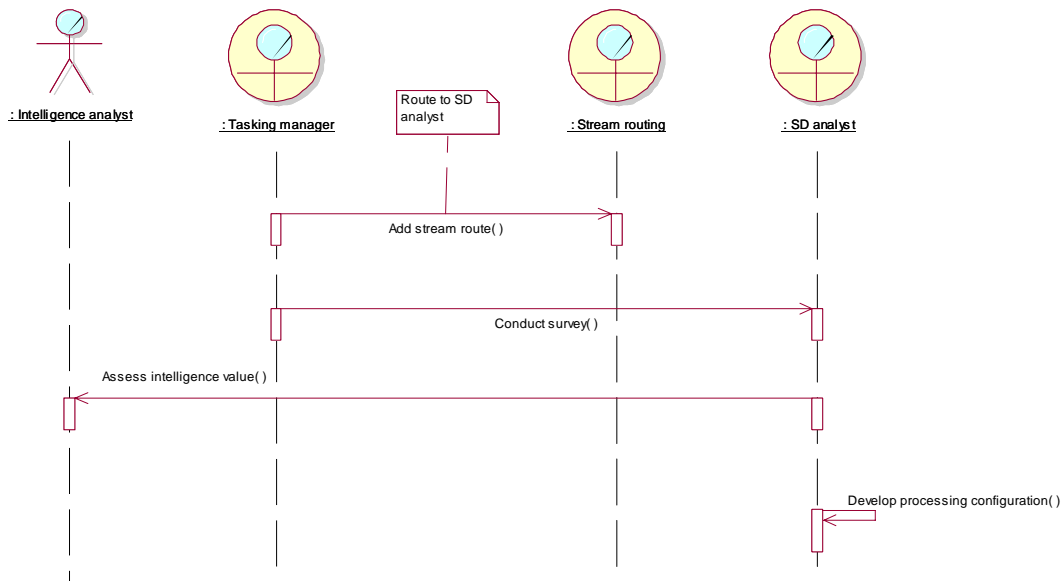 : Intelligence analyst
: Tasking manager
Route to SD
analyst
: Stream routing
: SD analyst
Add stream route( )
Conduct survey( )
Assess intelligence value( )
Develop processing configuration( )